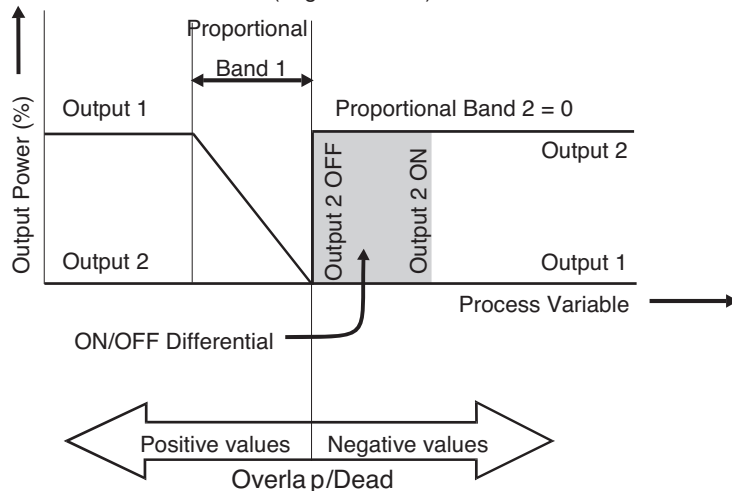 Proportional
Band 1
Output 1
Proportional Band 2 = 0
Output Power (%)
Output 2 OFF
Output 2 ON
Output 2
Output 2
Output 1
Process Variable
ON/OFF Differential
Positive values
Negative values
Overlap/Dead